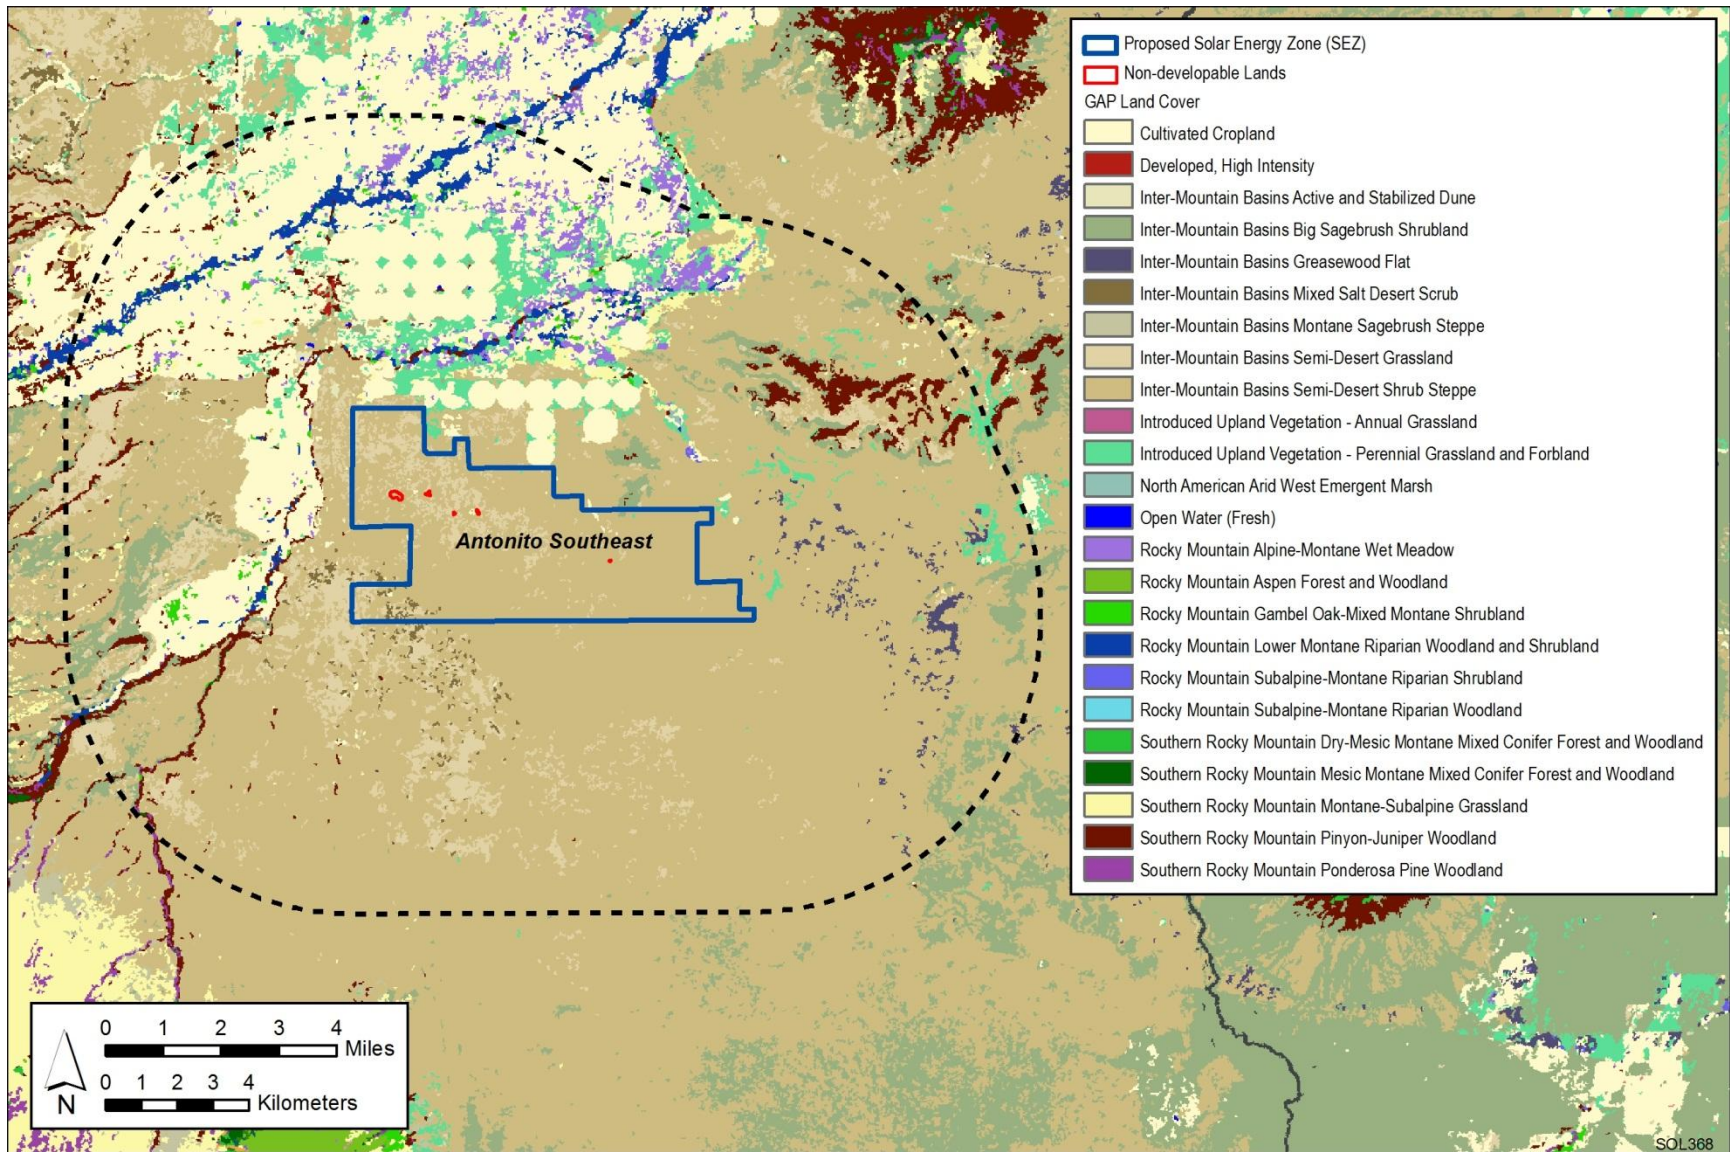 Proposed Solar Energy Zone (SEZ)
Non-developable Lands
GAP Land Cover
Cultivated Cropland
Developed, High Intensity
Inter-Mountain Basins Active and Stabilized Dune
Inter-Mountain Basins Big Sagebrush Shrubland
Inter-Mountain Basins Greasewood Flat
Inter-Mountain Basins Mixed Salt Desert Scrub
Inter-Mountain Basins Montane Sagebrush Steppe
Inter-Mountain Basins Semi-Desert Grassland
Inter-Mountain Basins Semi-Desert Shrub Steppe
Introduced Upland Vegetation - Annual Grassland
Introduced Upland Vegetation - Perennial Grassland and Forbland
North American Arid West Emergent Marsh
Open Water (Fresh)
Rocky Mountain Alpine-Montane Wet Meadow
Rocky Mountain Aspen Forest and Woodland
Rocky Mountain Gambel Oak-Mixed Montane Shrubland
Rocky Mountain Lower Montane Riparian Woodland and Shrubland
Rocky Mountain Subalpine-Montane Riparian Shrubland
Rocky Mountain Subalpine-Montane Riparian Woodland
Southern Rocky Mountain Dry-Mesic Montane Mixed Conifer Forest and Woodland
Southern Rocky Mountain Mesic Montane Mixed Conifer Forest and Woodland
Southern Rocky Mountain Montane-Subalpine Grassland
Southern Rocky Mountain Pinyon-Juniper Woodland
Southern Rocky Mountain Ponderosa Pine Woodland
Antonito Southeast
0 1 2 3 4
Miles
0 1 2 3 4
Kilometers
N
SOL368